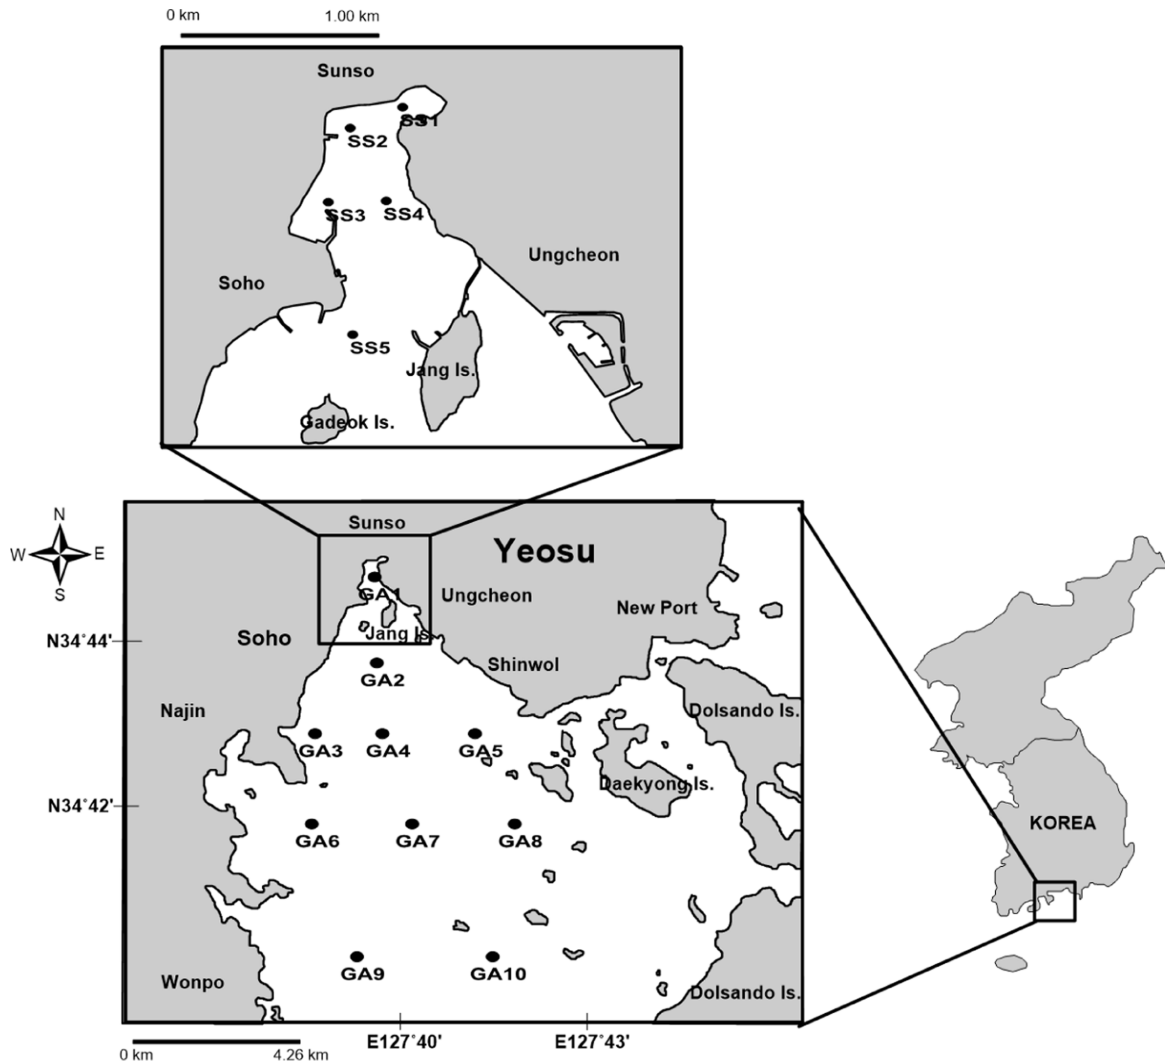 0 km 1.00 km
Sunso
SS1
SS2
SS3 SS4
Ungcheon
Soho
SS5
Jang Is.
Gadeok Is.
N
W E
S
Sunso
Yeosu
GA1
Ungcheon
New Port
Jang Is.
N34°44'
Soho
Shinwol
GA2
Najin
Dolsando Is.
GA3 GA4 GA5
Daekyong Is.
N34°42'
GA6 GA7 GA8
KOREA
GA9 GA10
Wonpo
Dolsando Is.
E127°40' E127°43'
0 km 4.26 km